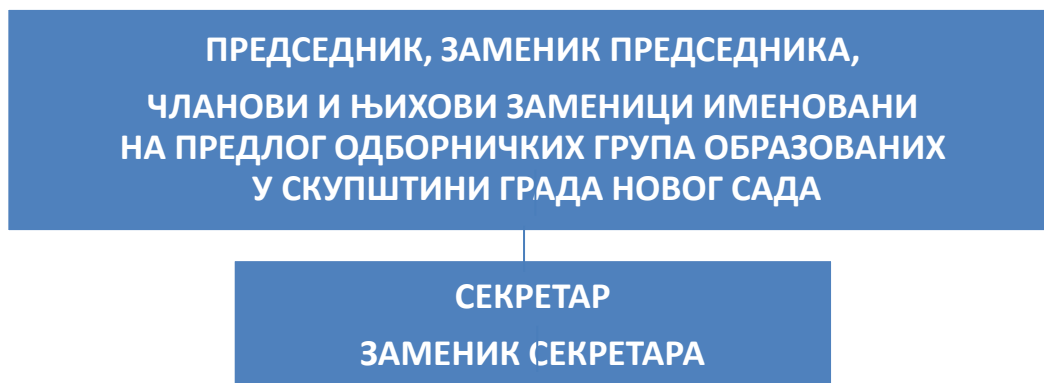 ПРЕДСЕДНИК, ЗАМЕНИК ПРЕДСЕДНИКА,
ЧЛАНОВИ И ЊИХОВИ ЗАМЕНИЦИ ИМЕНОВАНИ
НА ПРЕДЛОГ ОДБОРНИЧКИХ ГРУПА ОБРАЗОВАНИХ
У СКУПШТИНИ ГРАДА НОВОГ САДА
СЕКРЕТАР
ЗАМЕНИК СЕКРЕТАРА